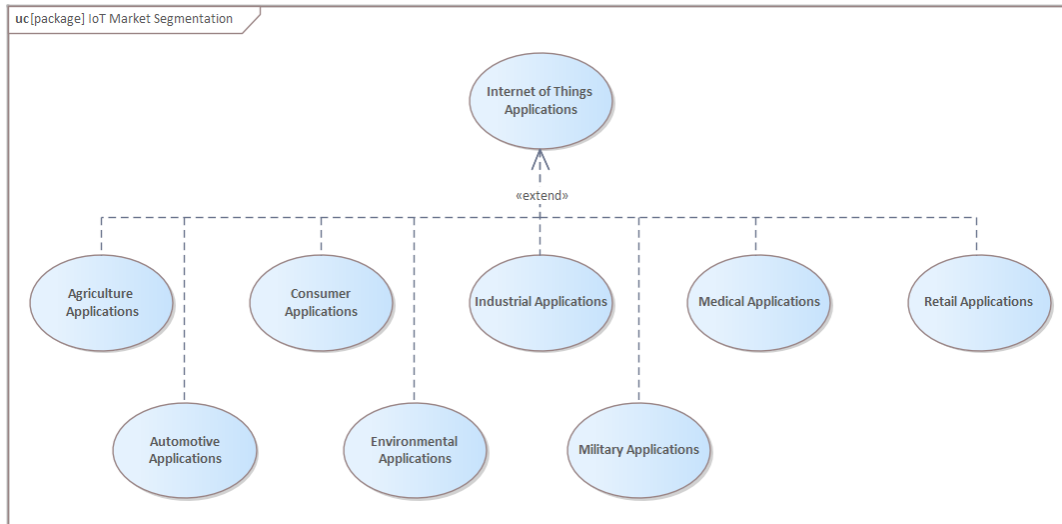 uc [package] IoT Market Segmentation
Internet of Things
Applications
«extend»
Agriculture
Applications
Consumer
Applications
Industrial Applications
Medical Applications
Retail Applications
Automotive
Applications
Environmental
Applications
Military Applications